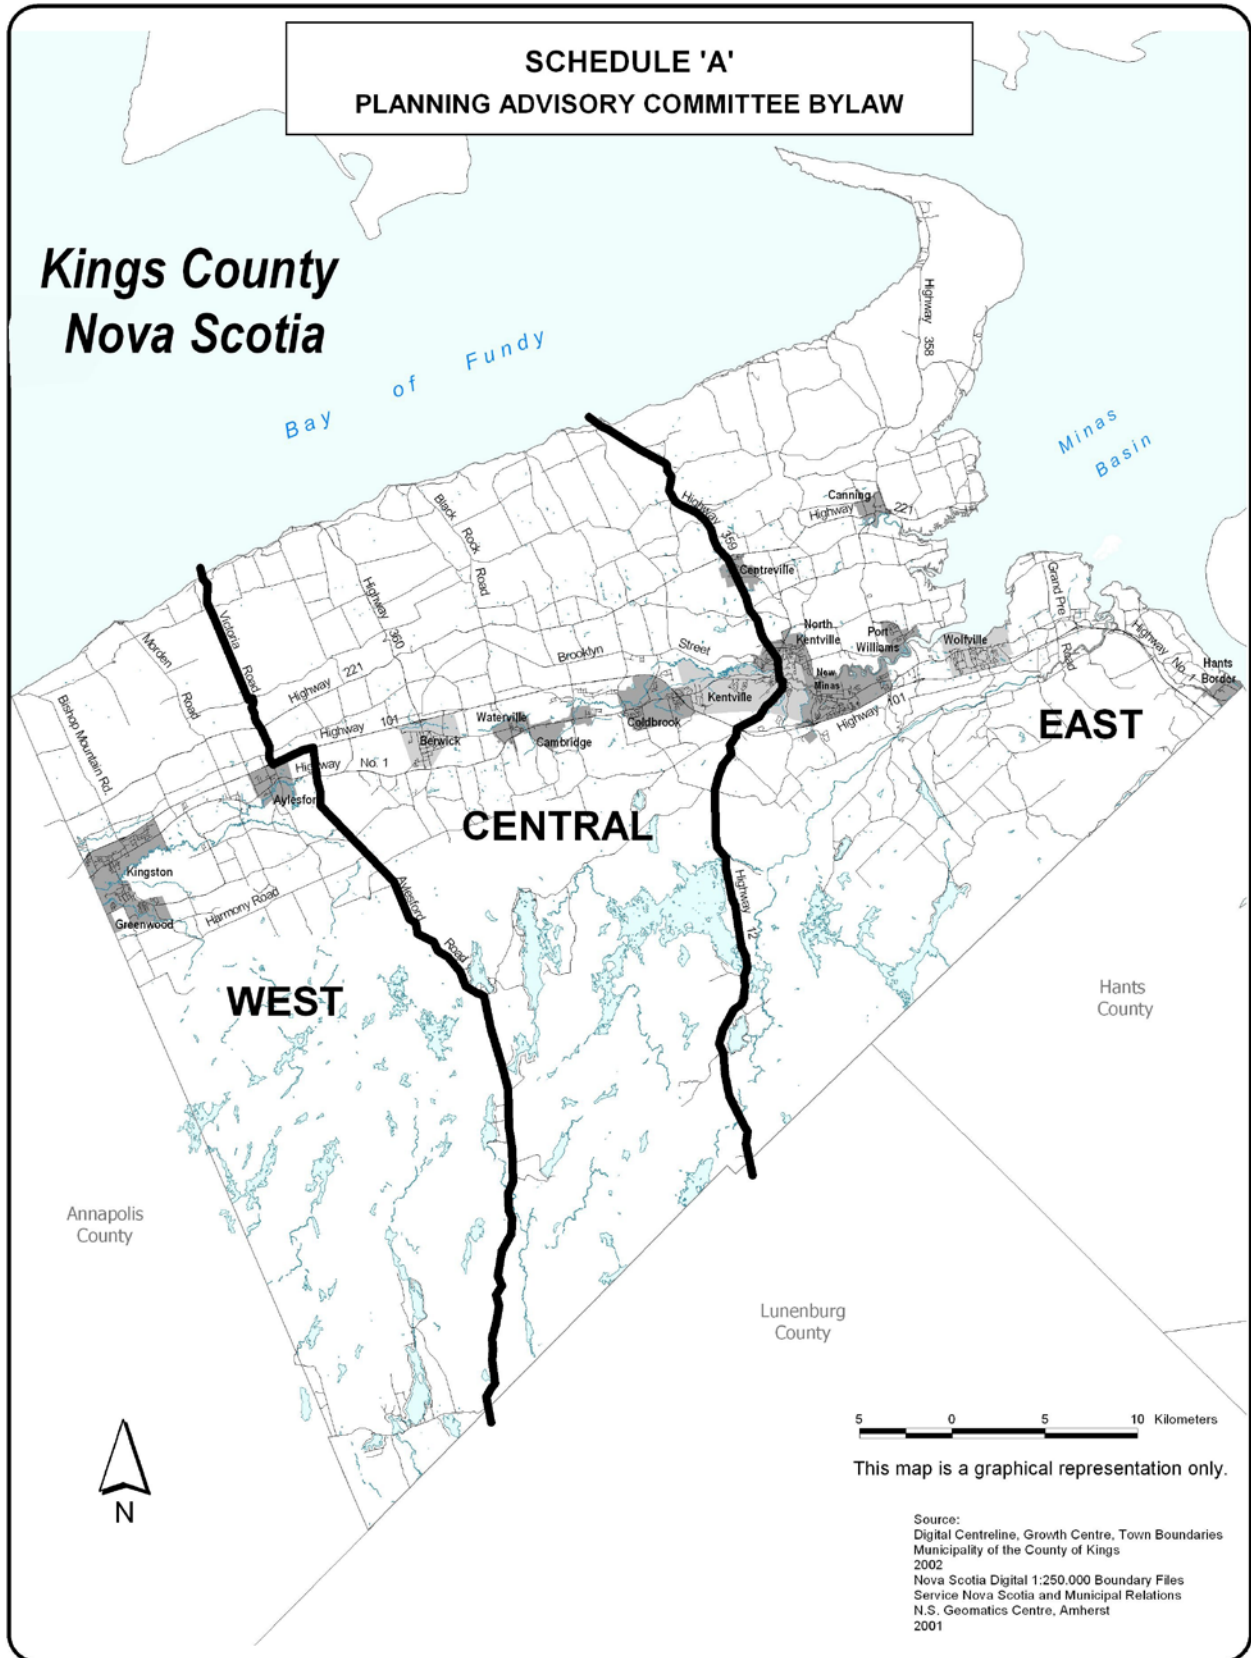 SCHEDULE 'A'
PLANNING ADVISORY COMMITTEE BYLAW
Kings County
Nova Scotia
Bay of Fundy
Minas
Basin
Highway 358
Canning
Highway 221
Highway 359
Centreville
Black Rock Road
Highway 360
Victoria Road
Morden Road
Bishop Mountain Rd.
Highway 221
Brooklyn Street
North
Kentville
Port
Williams
Wolfville
Grand Pre Road
Highway No. 1
Hants
Border
New
Minas
Kentville
Coldbrook
Waterville
Cambridge
Berwick
Highway 101
Highway 101
Highway No. 1
Aylesford
EAST
CENTRAL
Kingston
Greenwood
Harmony Road
Aylesford Road
Highway 12
WEST
Hants
County
Annapolis
County
Lunenburg
County
N
5 0 5 10 Kilometers
This map is a graphical representation only.
Source:
Digital Centreline, Growth Centre, Town Boundaries
Municipality of the County of Kings
2002
Nova Scotia Digital 1:250.000 Boundary Files
Service Nova Scotia and Municipal Relations
N.S. Geomatics Centre, Amherst
2001